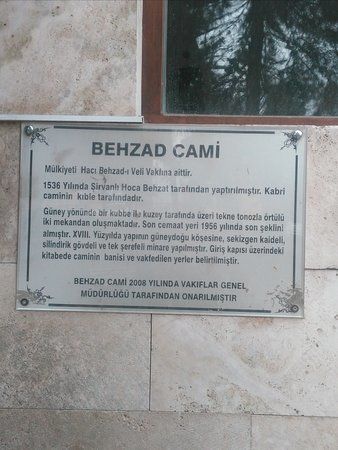 BEHZAD CAMİ
Mülkiyeti Hacı Behzad-ı Veli Vakfına aittir.
1536 Yılında Şirvanlı Hoca Behzat tarafından yaptırılmıştır. Kabri
caminin kıble tarafındadır.
Güney yönünde bir kubbe ile kuzey tarafında üzeri tekne tonozla örtülü
iki mekandan oluşmaktadır. Son cemaat yeri 1956 yılında son şeklini
almıştır. XVIII. Yüzyılda yapının güneydoğu köşesine, sekizgen kaideli,
silindirik gövdeli ve tek şerefeli minare yapılmıştır. Giriş kapısı üzerindeki
kitabede caminin banisi ve vakfedilen yerler belirtilmiştir.
BEHZAD CAMİ 2008 YILINDA VAKIFLAR GENEL
MÜDÜRLÜĞÜ TARAFINDAN ONARILMIŞTIR